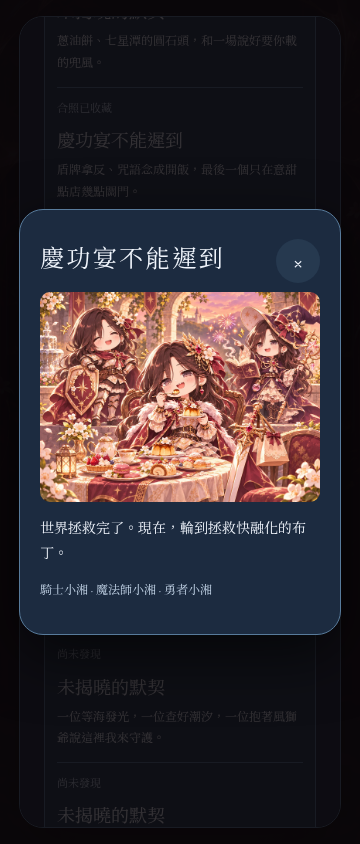 蔥油餅、七星潭的圓石頭，和一場說好要你載
的兜風。
合照已收藏
慶功宴不能遲到
盾牌拿反、咒語念成開飯，最後一個只在意甜
點店幾點關門。
慶功宴不能遲到
×
世界拯救完了。現在，輪到拯救快融化的布
丁。
騎士小湘 · 魔法師小湘 · 勇者小湘
尚未發現
未揭曉的默契
一位等海發光，一位查好潮汐，一位抱著風獅
爺說這裡我來守護。
尚未發現
未揭曉的默契